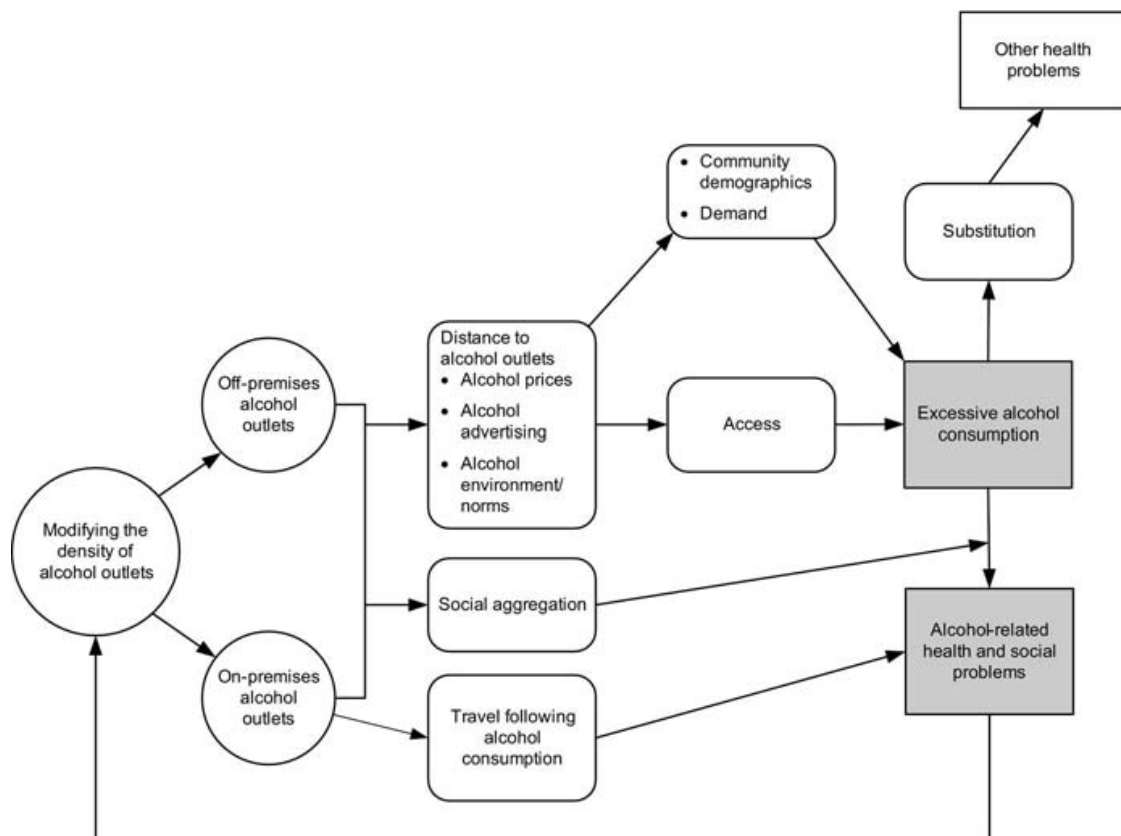 Other health
problems
• Community
demographics
• Demand
Substitution
Distance to
alcohol outlets
• Alcohol prices
• Alcohol
advertising
• Alcohol
environment/
norms
Off-premises
alcohol
outlets
Access
Excessive alcohol
consumption
Modifying the
density of
alcohol outlets
Social aggregation
Alcohol-related
health and social
problems
On-premises
alcohol
outlets
Travel following
alcohol
consumption